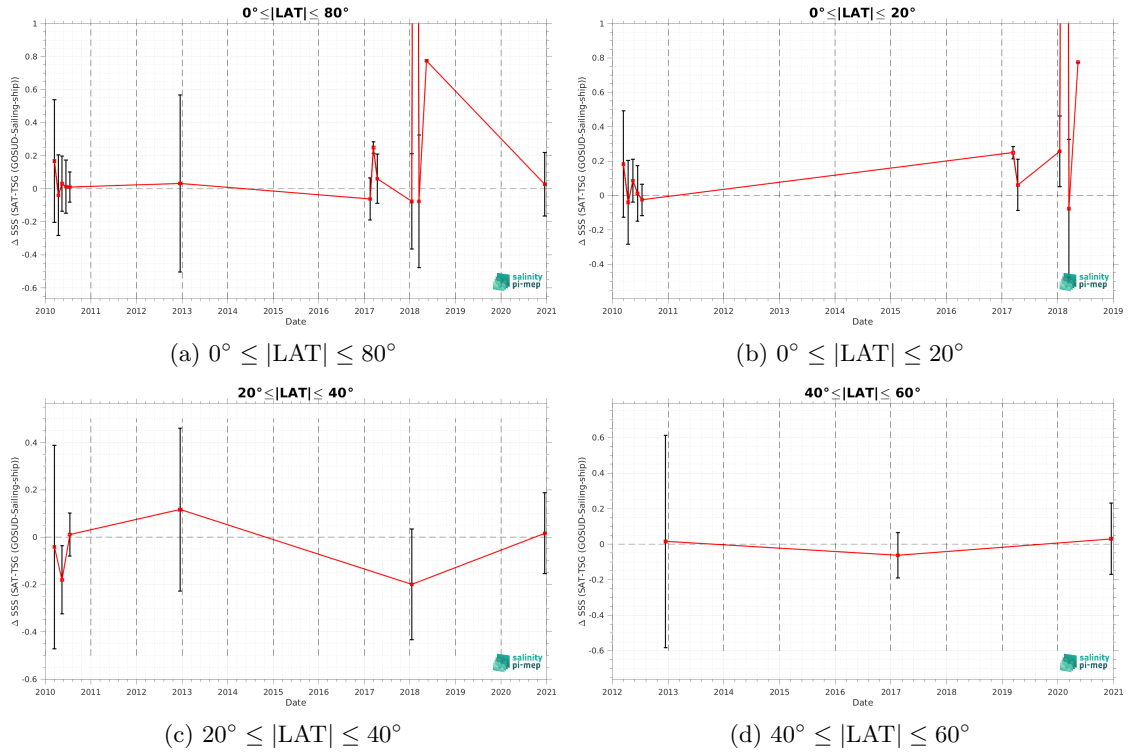 0°≤|LAT|≤ 80°
Δ SSS (SAT-TSG (GOSUD-Sailing-ship))
1
0.8
0.6
0.4
0.2
0
-0.2
-0.4
-0.6
2010 2011 2012 2013 2014 2015 2016 2017 2018 2019 2020 2021
Date
salinity
pi-mep
(a) 0° ≤ |LAT| ≤ 80°
0°≤|LAT|≤ 20°
Δ SSS (SAT-TSG (GOSUD-Sailing-ship))
1
0.8
0.6
0.4
0.2
0
-0.2
-0.4
2010 2011 2012 2013 2014 2015 2016 2017 2018 2019
Date
salinity
pi-mep
(b) 0° ≤ |LAT| ≤ 20°
20°≤|LAT|≤ 40°
Δ SSS (SAT-TSG (GOSUD-Sailing-ship))
0.4
0.2
0
-0.2
-0.4
-0.6
2010 2011 2012 2013 2014 2015 2016 2017 2018 2019 2020 2021
Date
salinity
pi-mep
(c) 20° ≤ |LAT| ≤ 40°
40°≤|LAT|≤ 60°
Δ SSS (SAT-TSG (GOSUD-Sailing-ship))
0.6
0.4
0.2
0
-0.2
-0.4
-0.6
2012 2013 2014 2015 2016 2017 2018 2019 2020 2021
Date
salinity
pi-mep
(d) 40° ≤ |LAT| ≤ 60°